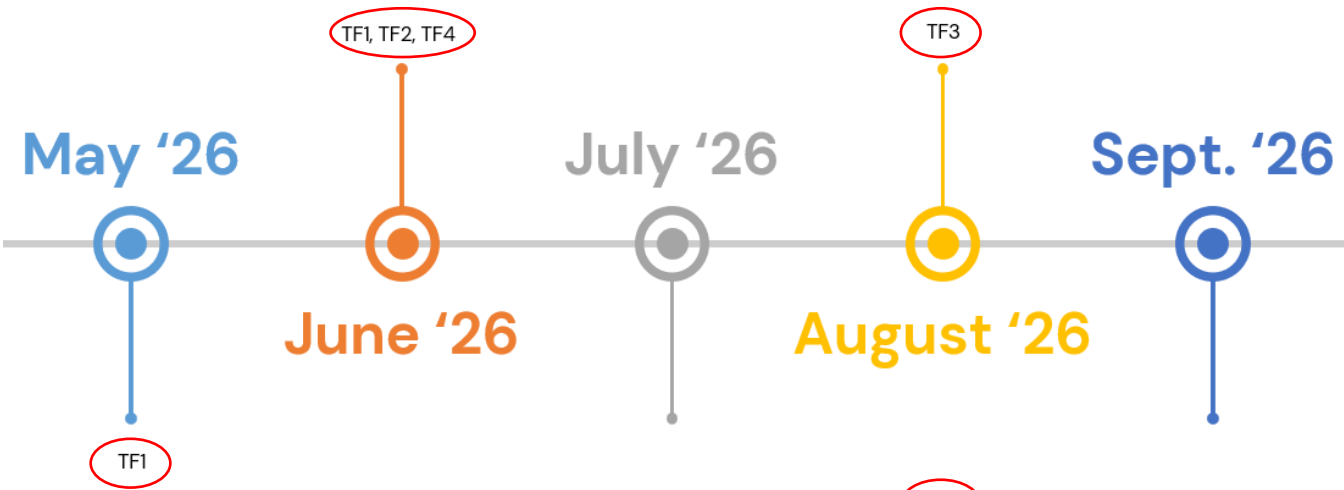 TF1, TF2, TF4
TF3
May ‘26
July ‘26
Sept. ‘26
June ‘26
August ‘26
TF1